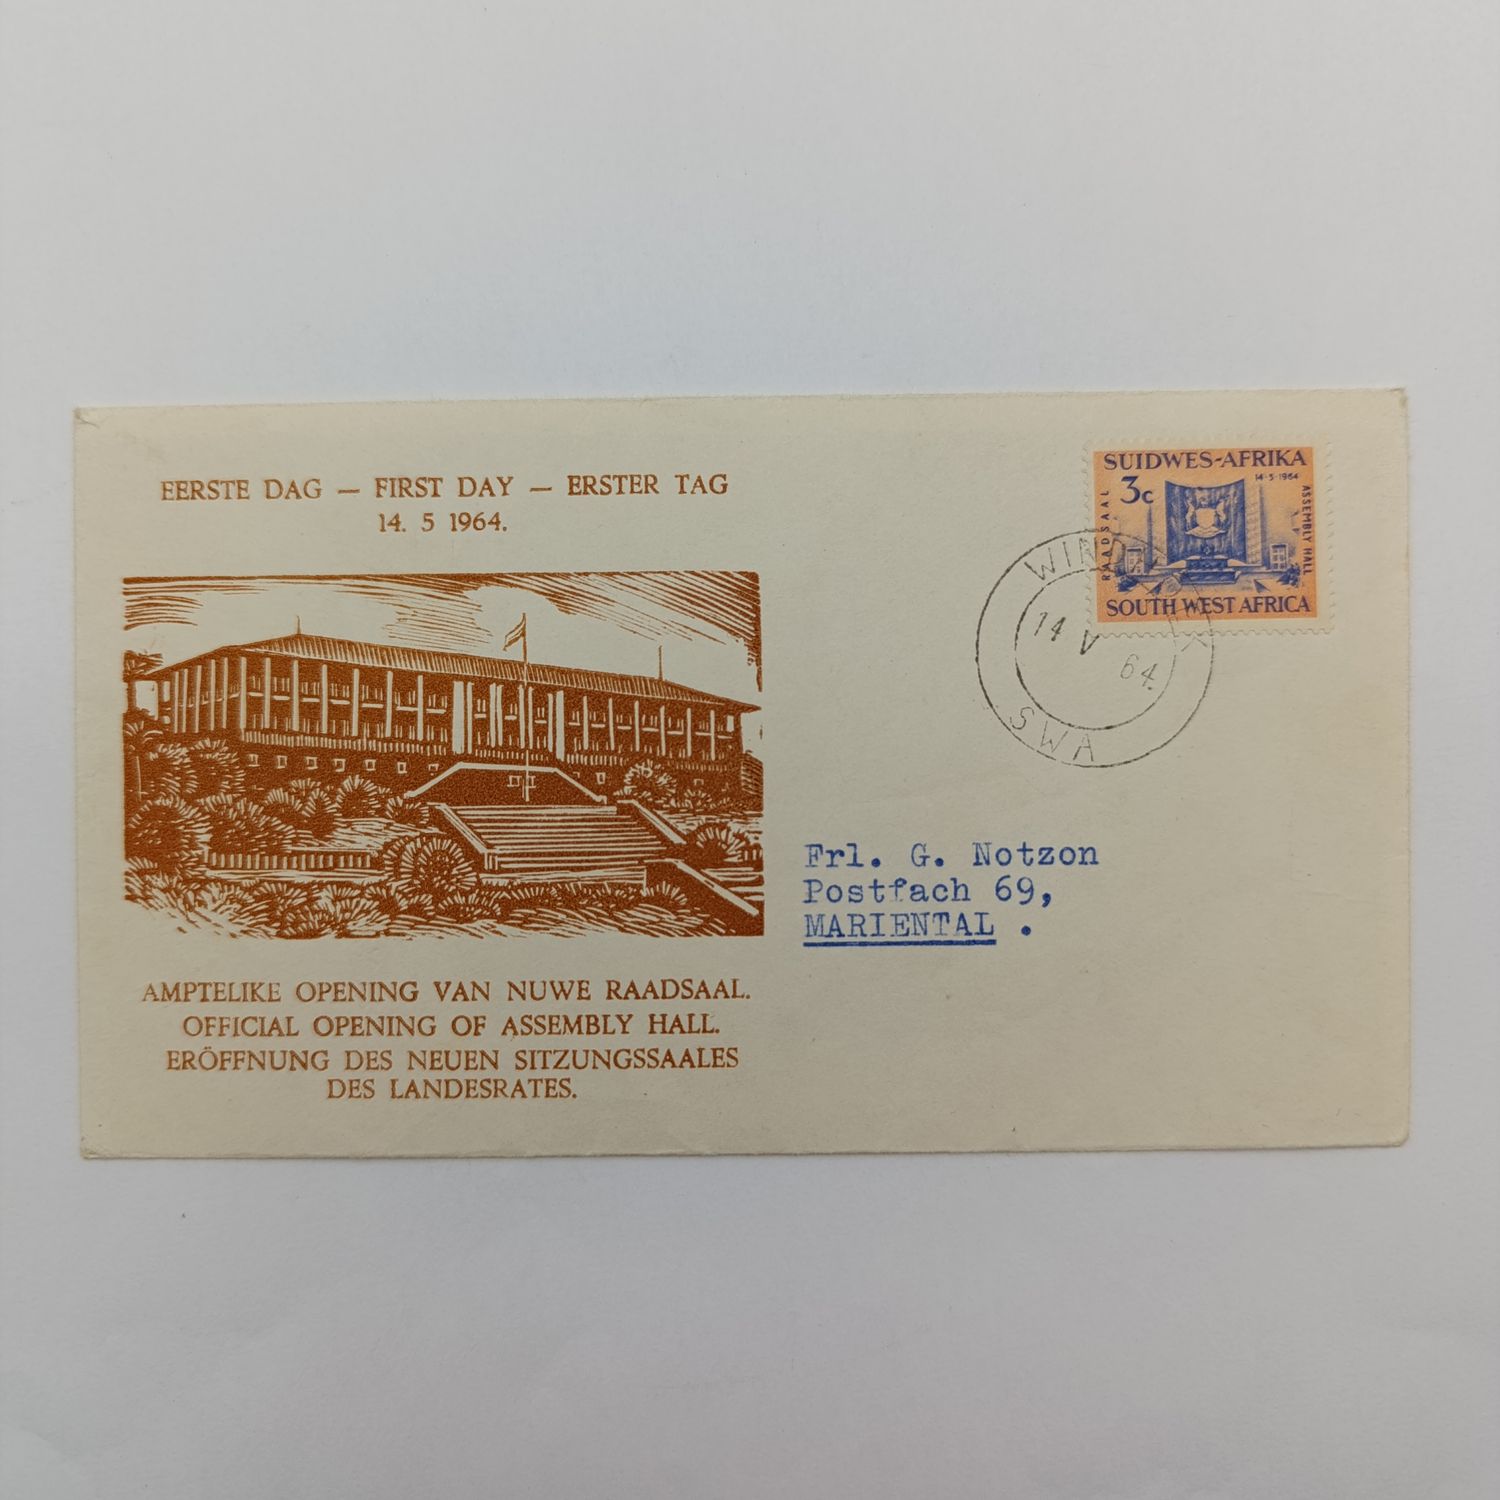 EERSTE DAG — FIRST DAY — ERSTER TAG
14. 5 1964.
SUIDWES-AFRIKA
3c
14·5·1964
RAADSAAL
ASSEMBLY HALL
SOUTH WEST AFRICA
14 V 64.
SWA
Frl. G. Notzon
Postfach 69,
MARIENTAL .
AMPTELIKE OPENING VAN NUWE RAADSAAL.
OFFICIAL OPENING OF ASSEMBLY HALL.
ERÖFFNUNG DES NEUEN SITZUNGSSAALES
DES LANDESRATES.